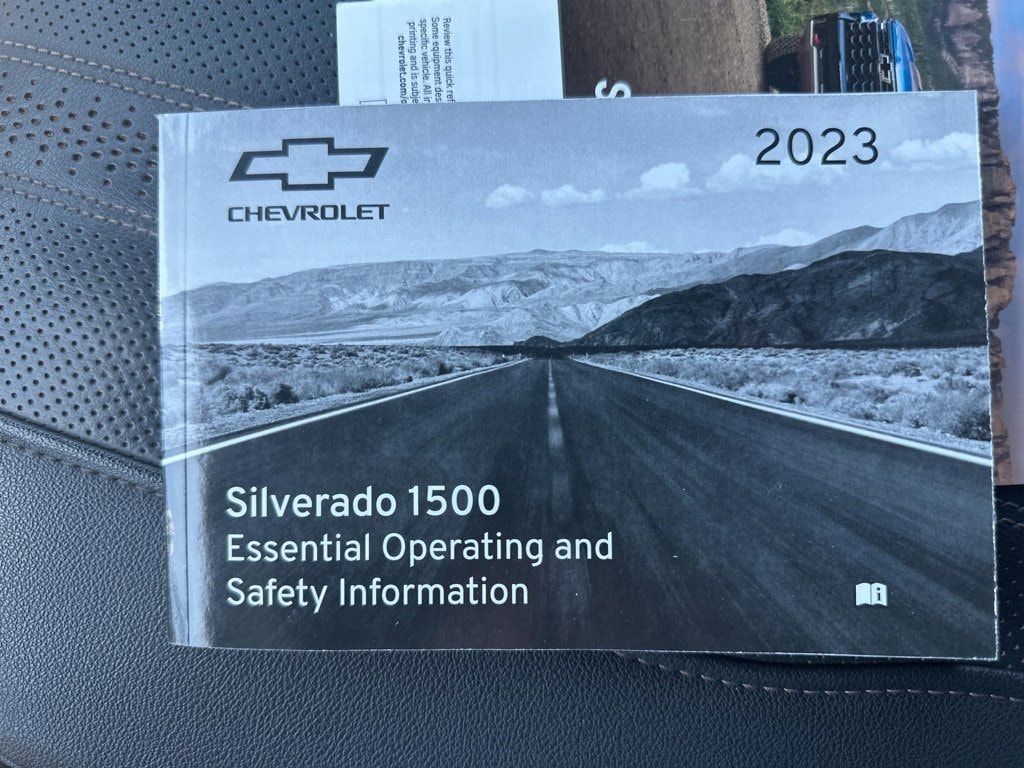 Review this quick ref
Some equipment des
specific vehicle. All in
printing and is subje
chevrolet.com/o
S
2023
CHEVROLET
Silverado 1500
Essential Operating and
Safety Information